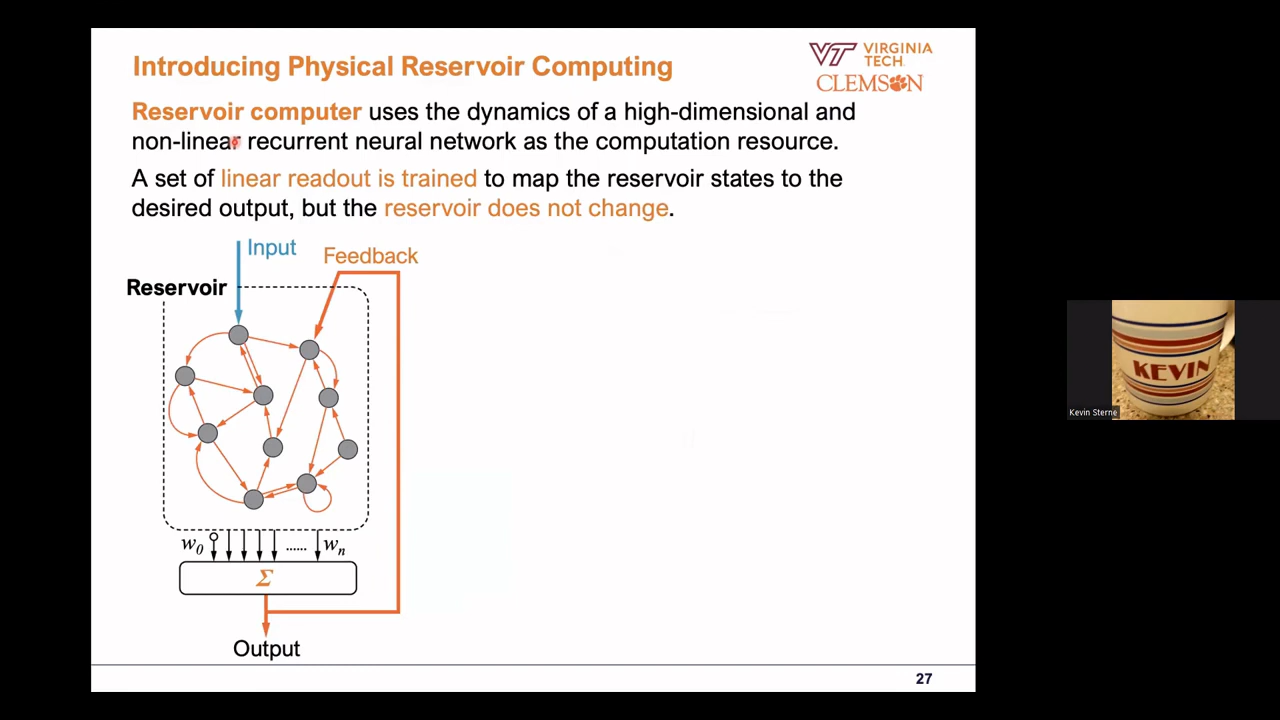 Introducing Physical Reservoir Computing
VT VIRGINIA
TECH
CLEMSON
Reservoir computer uses the dynamics of a high-dimensional and
non-linear recurrent neural network as the computation resource.
A set of linear readout is trained to map the reservoir states to the
desired output, but the reservoir does not change.
Input
Feedback
Reservoir
w0 ...... wn
Σ
Output
27
KEVIN
Kevin Sterne